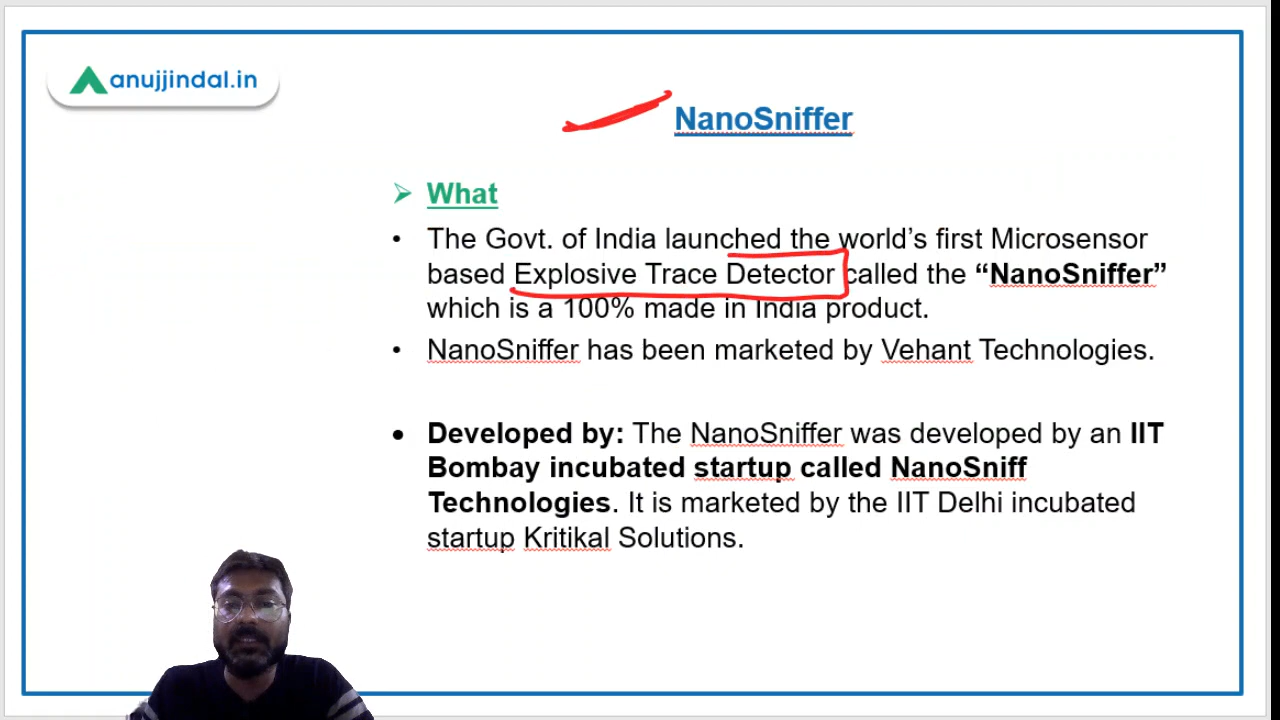 anujjindal.in
NanoSniffer
What
The Govt. of India launched the world’s first Microsensor
based Explosive Trace Detector called the “NanoSniffer”
which is a 100% made in India product.
NanoSniffer has been marketed by Vehant Technologies.
Developed by: The NanoSniffer was developed by an IIT
Bombay incubated startup called NanoSniff
Technologies. It is marketed by the IIT Delhi incubated
startup Kritikal Solutions.